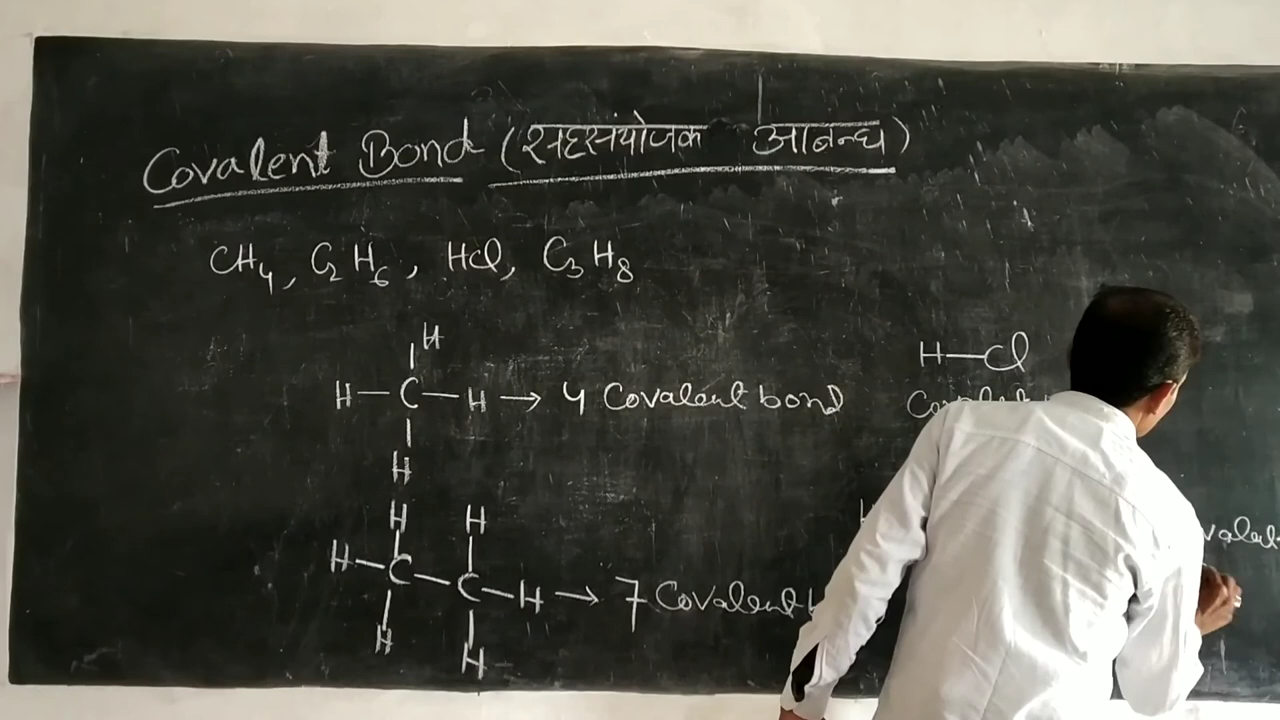 Covalent Bond (सहसंयोजक आबन्ध)
CH4, C2H6, HCl, C3H8
H
H—C—H → 4 Covalent bond
H
H—Cl
H H
H—C—C—H → 7 Covalent
H H